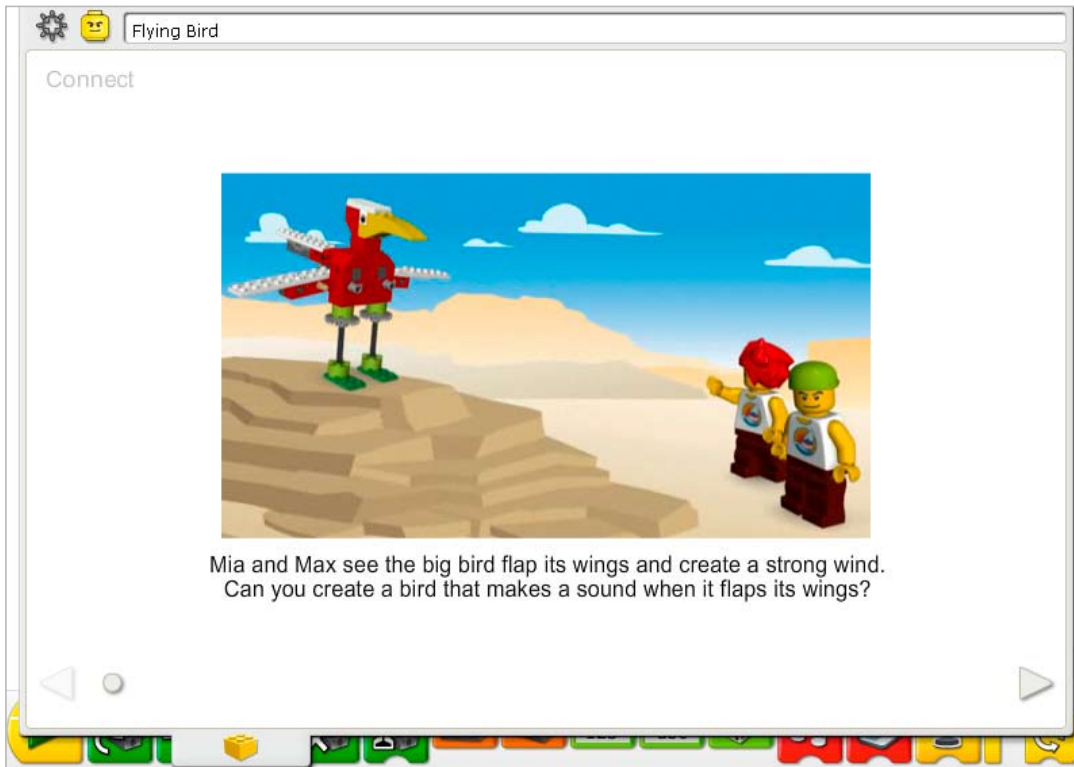 Flying Bird
Connect
Mia and Max see the big bird flap its wings and create a strong wind.
Can you create a bird that makes a sound when it flaps its wings?